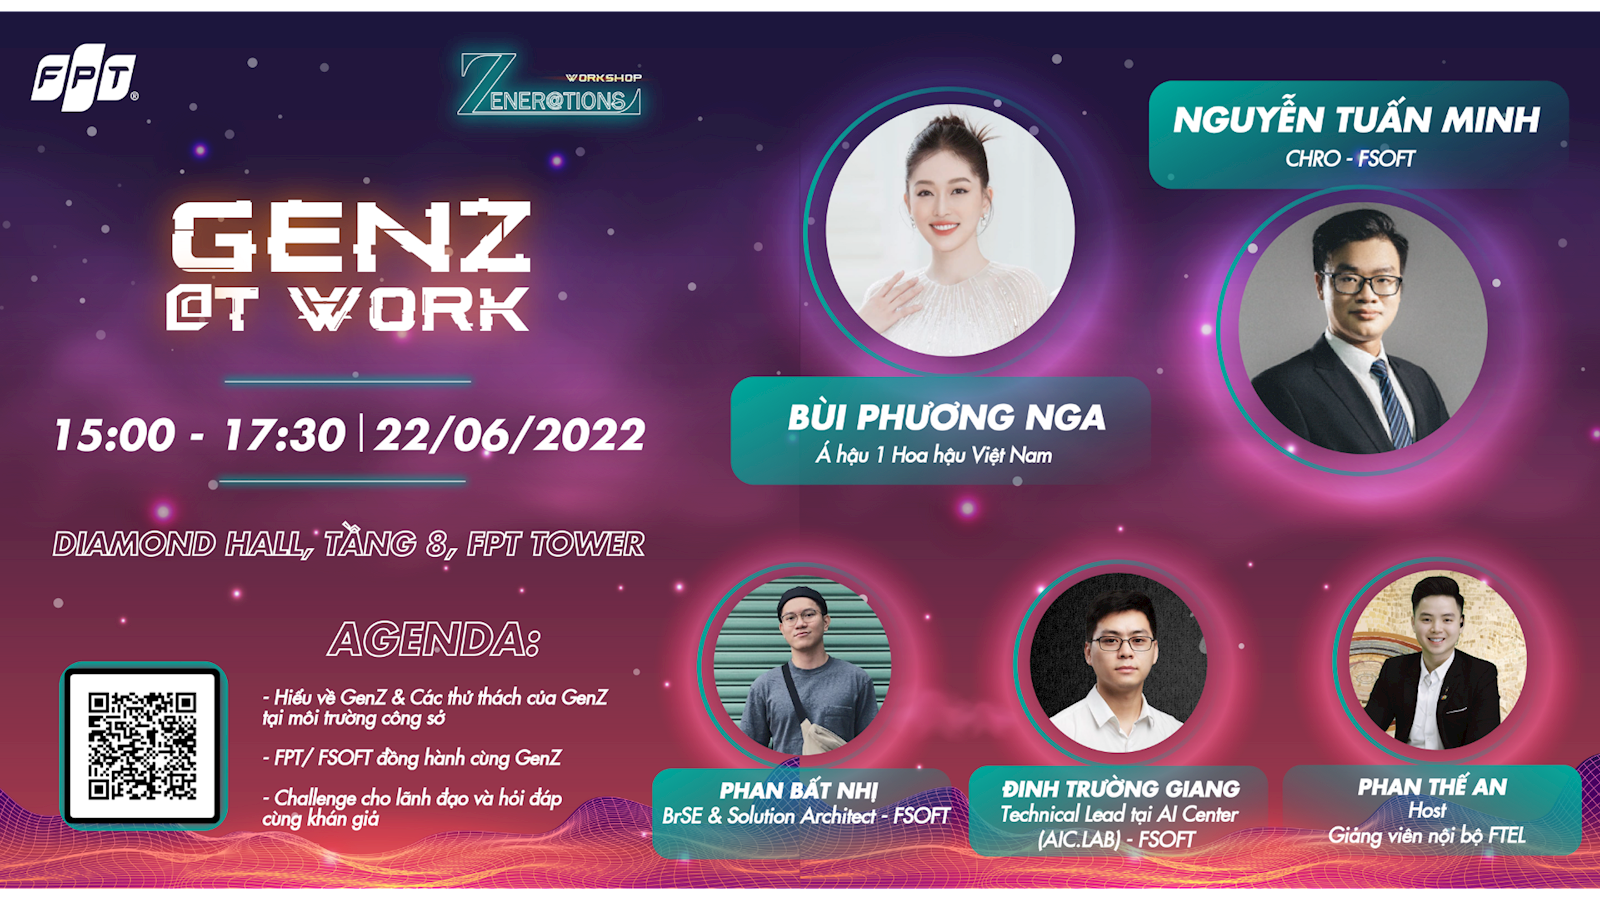 FPT®
WORKSHOP
ZENER@TIONS
GENZ
@T WORK
15:00 - 17:30 | 22/06/2022
DIAMOND HALL, TẦNG 8, FPT TOWER
AGENDA:
- Hiểu về GenZ & Các thử thách của GenZ
tại môi trường công sở
- FPT/ FSOFT đồng hành cùng GenZ
- Challenge cho lãnh đạo và hỏi đáp
cùng khán giả
NGUYỄN TUẤN MINH
CHRO - FSOFT
BÙI PHƯƠNG NGA
Á hậu 1 Hoa hậu Việt Nam
PHAN BẤT NHỊ
BrSE & Solution Architect - FSOFT
ĐINH TRƯỜNG GIANG
Technical Lead tại AI Center
(AIC.LAB) - FSOFT
PHAN THẾ AN
Host
Giảng viên nội bộ FTEL